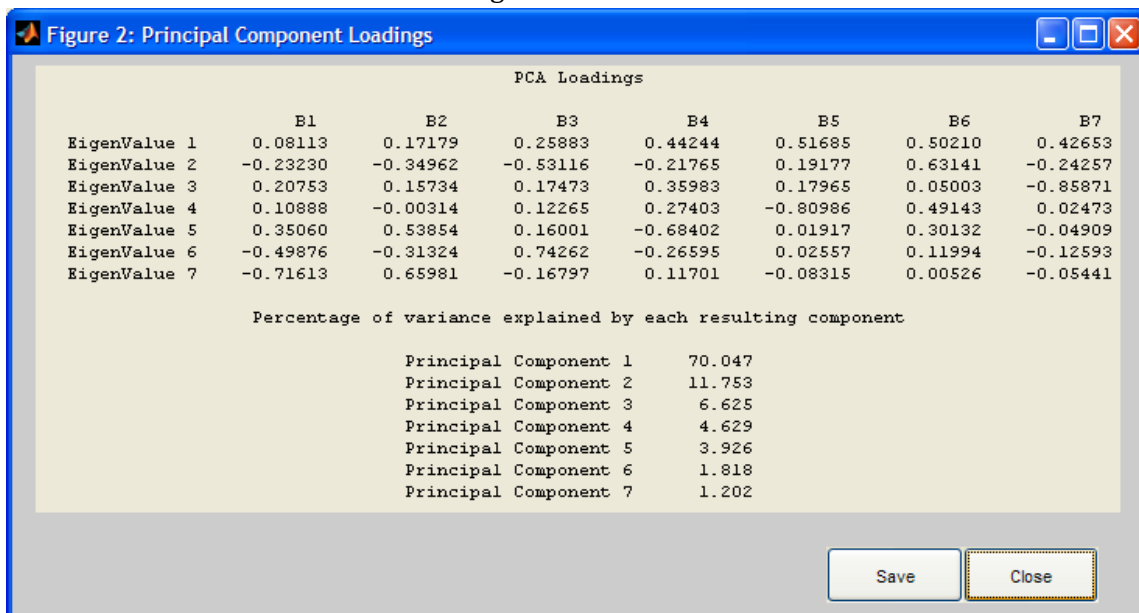 Figure 2: Principal Component Loadings
PCA Loadings
B1 B2 B3 B4 B5 B6 B7
EigenValue 1 0.08113 0.17179 0.25883 0.44244 0.51685 0.50210 0.42653
EigenValue 2 -0.23230 -0.34962 -0.53116 -0.21765 0.19177 0.63141 -0.24257
EigenValue 3 0.20753 0.15734 0.17473 0.35983 0.17965 0.05003 -0.85871
EigenValue 4 0.10888 -0.00314 0.12265 0.27403 -0.80986 0.49143 0.02473
EigenValue 5 0.35060 0.53854 0.16001 -0.68402 0.01917 0.30132 -0.04909
EigenValue 6 -0.49876 -0.31324 0.74262 -0.26595 0.02557 0.11994 -0.12593
EigenValue 7 -0.71613 0.65981 -0.16797 0.11701 -0.08315 0.00526 -0.05441
Percentage of variance explained by each resulting component
Principal Component 1 70.047
Principal Component 2 11.753
Principal Component 3 6.625
Principal Component 4 4.629
Principal Component 5 3.926
Principal Component 6 1.818
Principal Component 7 1.202
Save Close